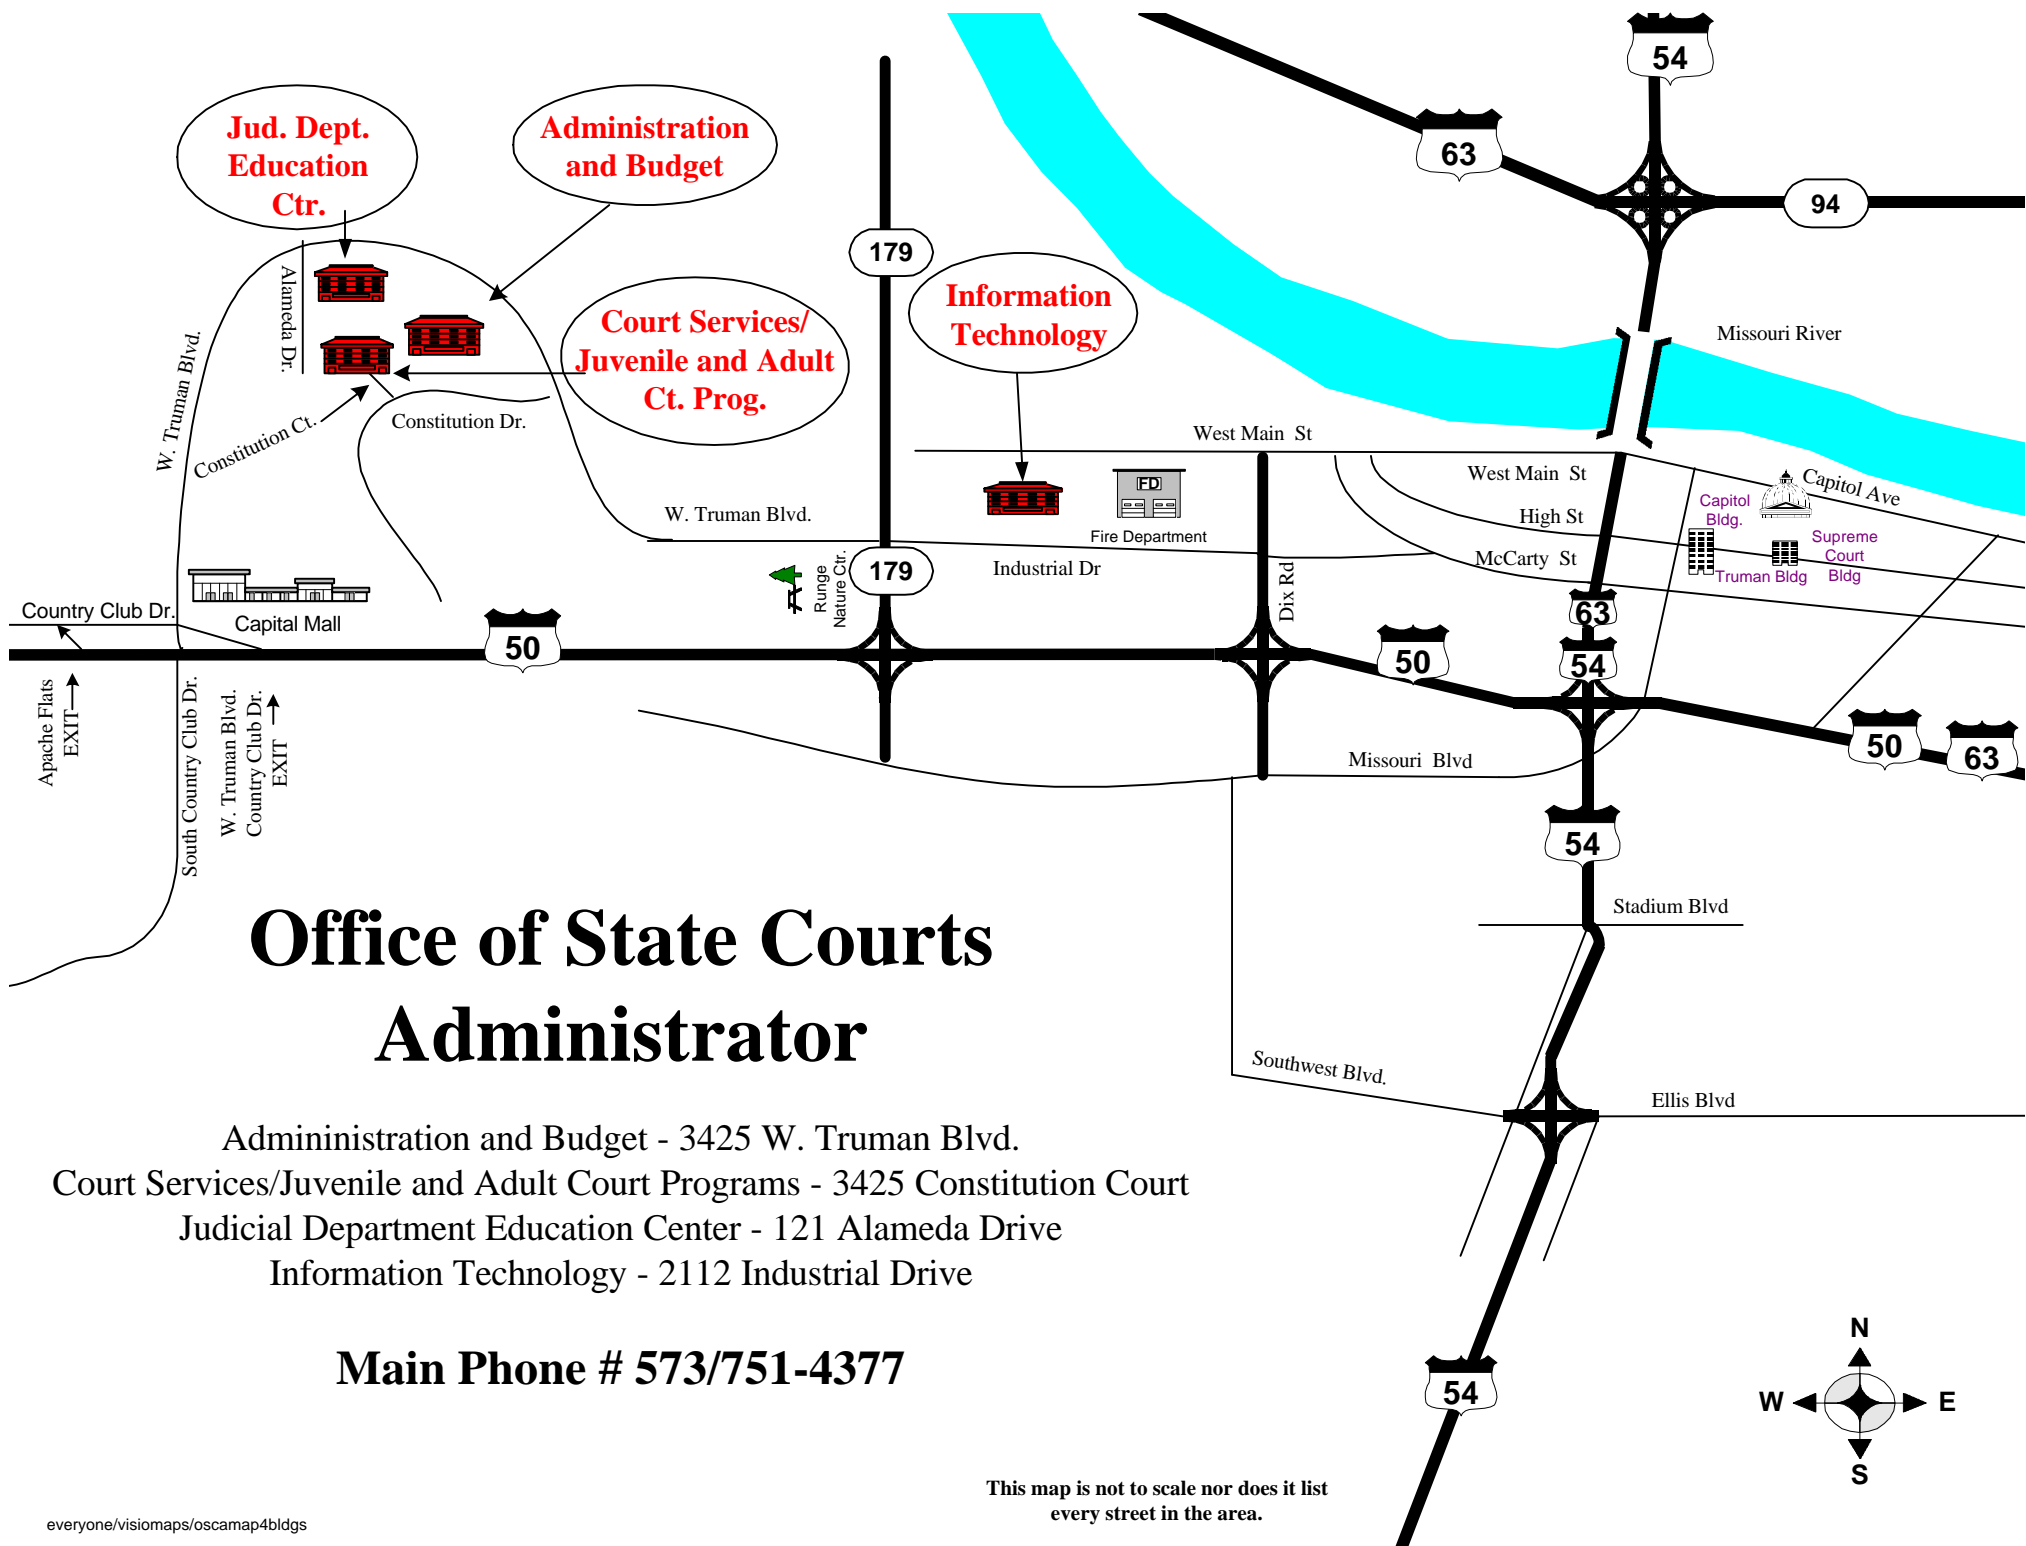 54
63
94
Jud. Dept.
Education
Ctr.
Administration
and Budget
179
Information
Technology
Court Services/
Juvenile and Adult
Ct. Prog.
Alameda Dr.
W. Truman Blvd.
Constitution Ct.
Constitution Dr.
Missouri River
West Main  St
West Main  St
Capitol Ave
Capitol
Bldg.
High St
McCarty  St
Supreme
Court
Bldg
Truman Bldg
W. Truman Blvd.
FD
Fire Department
Industrial Dr
Dix Rd
Runge
Nature Ctr.
179
Country Club Dr.
Capital Mall
50
50
63
54
50
63
Apache Flats
EXIT
South Country Club Dr.
W. Truman Blvd.
Country Club Dr.
EXIT
Missouri  Blvd
54
Stadium Blvd
Southwest Blvd.
Ellis Blvd
54
Office of State Courts
Administrator
Admininistration and Budget - 3425 W. Truman Blvd.
Court Services/Juvenile and Adult Court Programs - 3425 Constitution Court
Judicial Department Education Center - 121 Alameda Drive
Information Technology - 2112 Industrial Drive
Main Phone # 573/751-4377
N
W
E
S
This map is not to scale nor does it list
every street in the area.
everyone/visiomaps/oscamap4bldgs